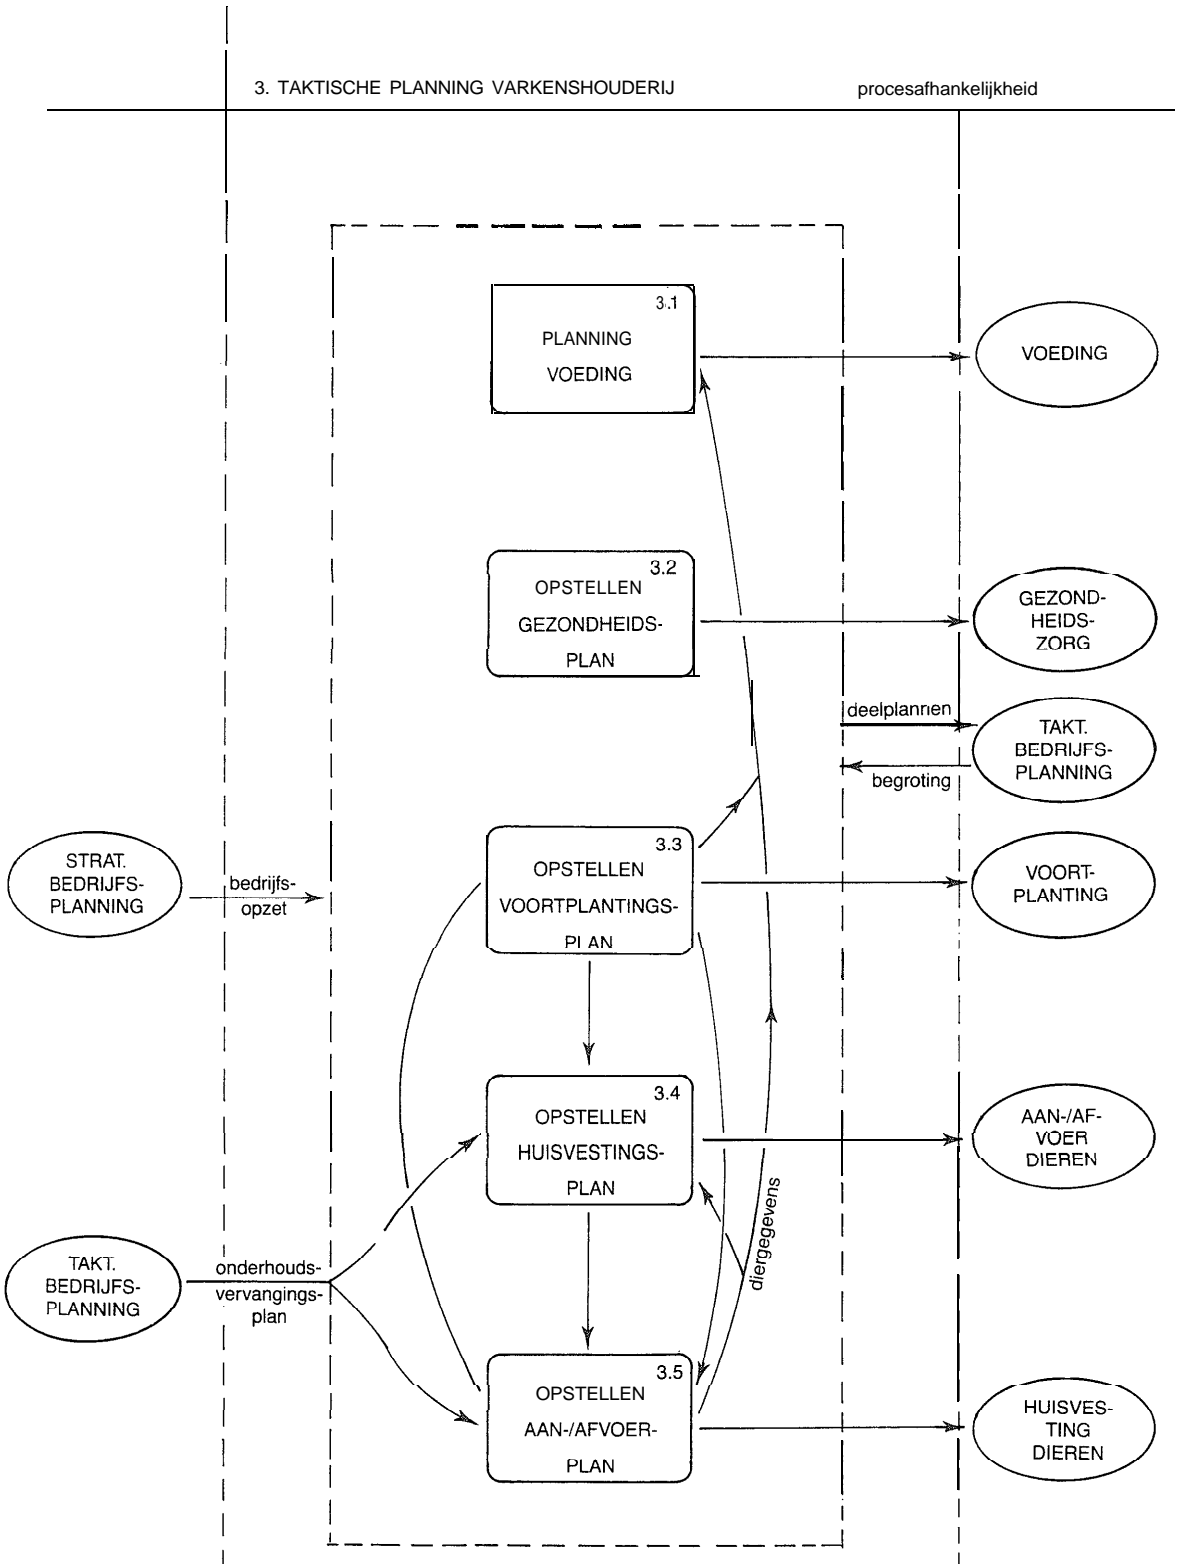 3. TAKTISCHE PLANNING VARKENSHOUDERIJ
procesafhankelijkheid
3.1
PLANNING
VOEDING
VOEDING
3.2
OPSTELLEN
GEZONDHEIDS-
PLAN
GEZOND-
HEIDS-
ZORG
deelplannen
begroting
TAKT.
BEDRIJFS-
PLANNING
STRAT.
BEDRIJFS-
PLANNING
bedrijfs-
opzet
3.3
OPSTELLEN
VOORTPLANTINGS-
PLAN
VOORT-
PLANTING
3.4
OPSTELLEN
HUISVESTINGS-
PLAN
AAN-/AF-
VOER
DIEREN
diergegevens
TAKT.
BEDRIJFS-
PLANNING
onderhouds-
vervangings-
plan
3.5
OPSTELLEN
AAN-/AFVOER-
PLAN
HUISVES-
TING
DIEREN